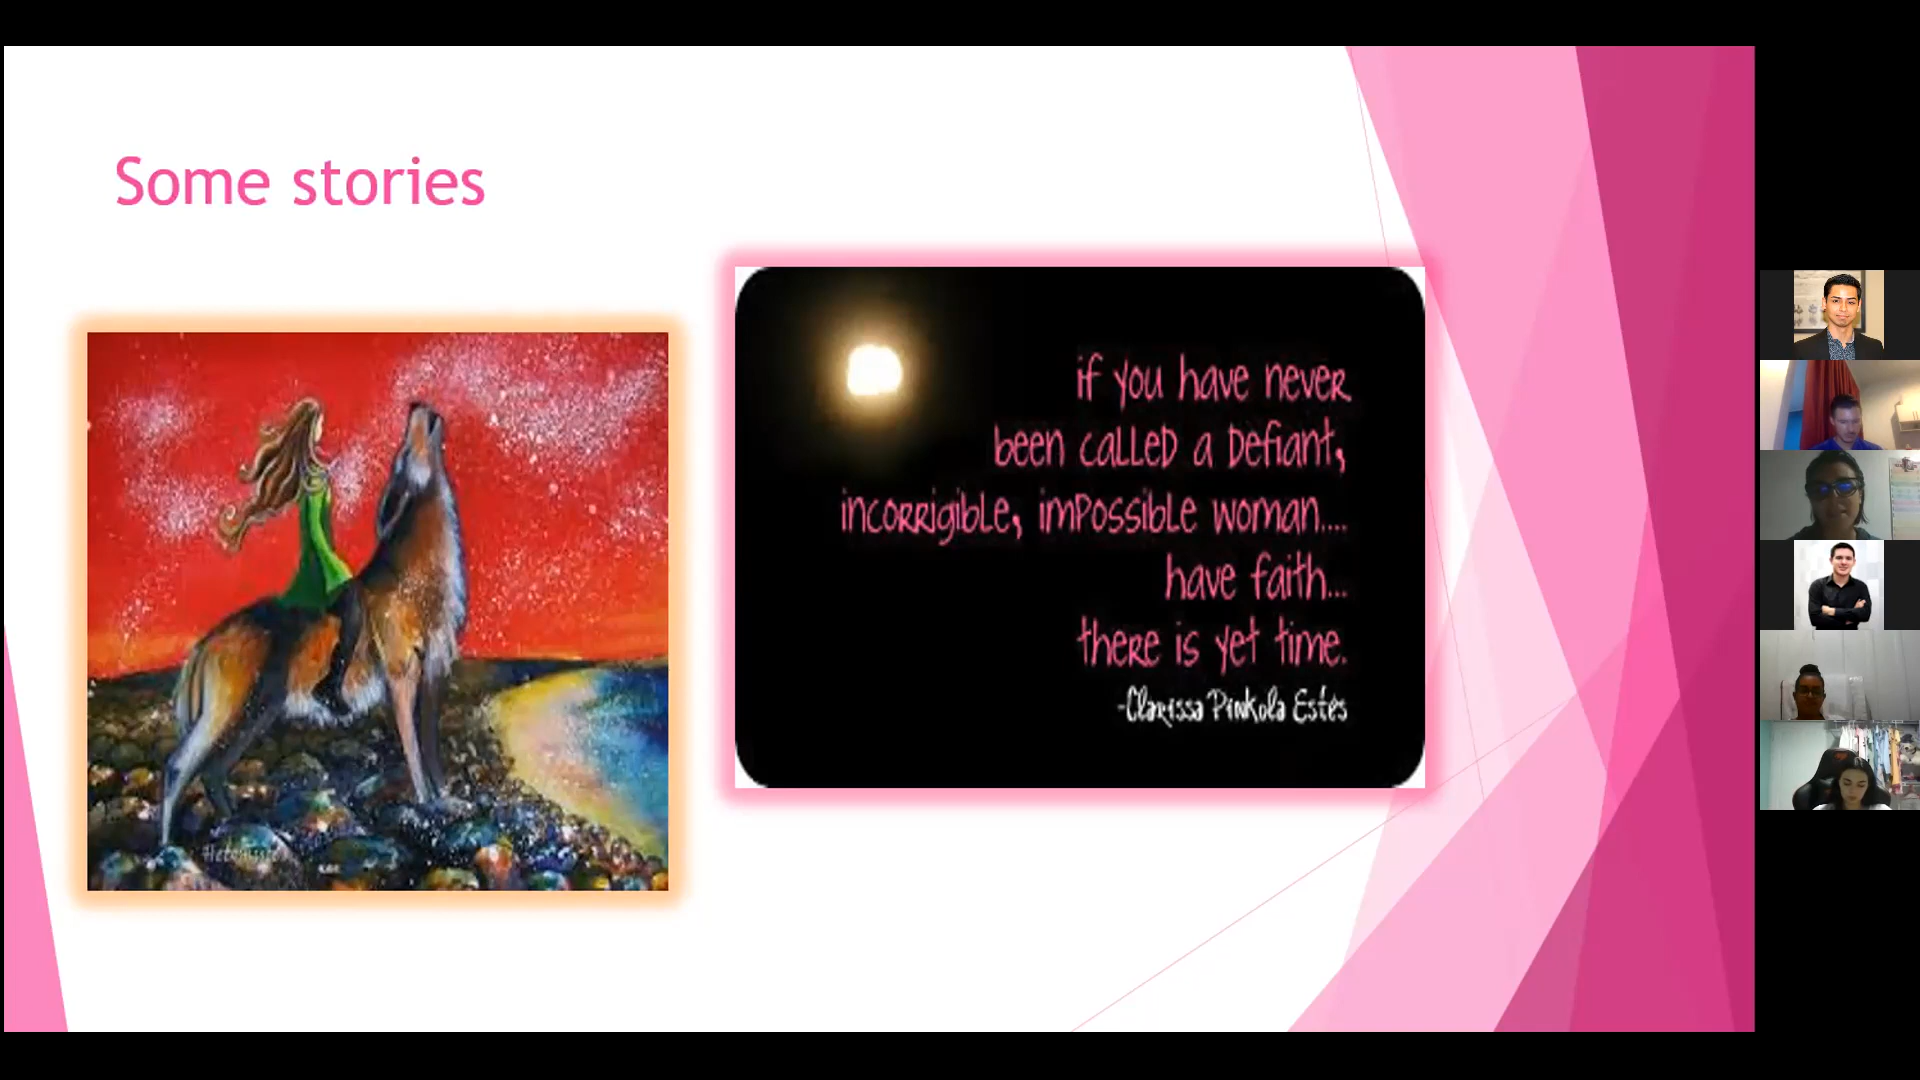 Some stories
if you have never
been called a defiant,
incorrigible, impossible woman....
have faith...
there is yet time.
-Clarissa Pinkola Estés